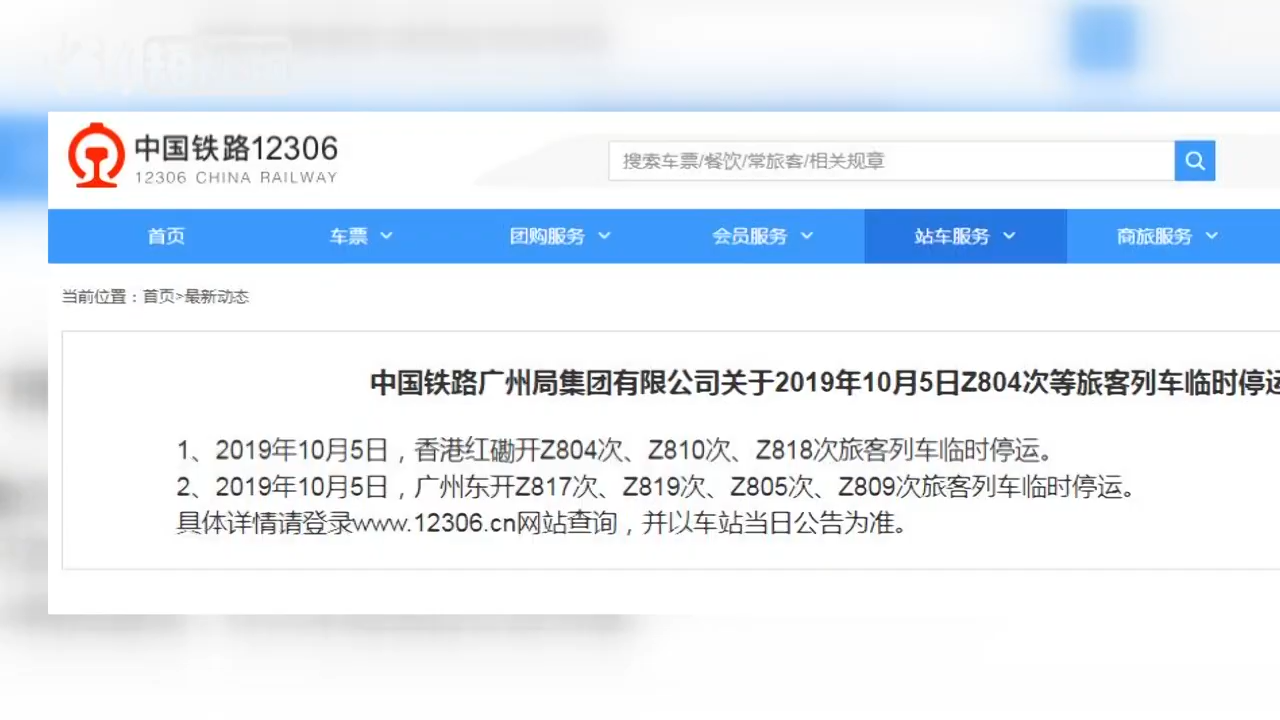 中国铁路12306
12306 CHINA RAILWAY
搜索车票/餐饮/常旅客/相关规章
首页 车票 团购服务 会员服务 站车服务 商旅服务
当前位置：首页>最新动态
中国铁路广州局集团有限公司关于2019年10月5日Z804次等旅客列车临时停运
1、2019年10月5日，香港红磡开Z804次、Z810次、Z818次旅客列车临时停运。
2、2019年10月5日，广州东开Z817次、Z819次、Z805次、Z809次旅客列车临时停运。
具体详情请登录www.12306.cn网站查询，并以车站当日公告为准。